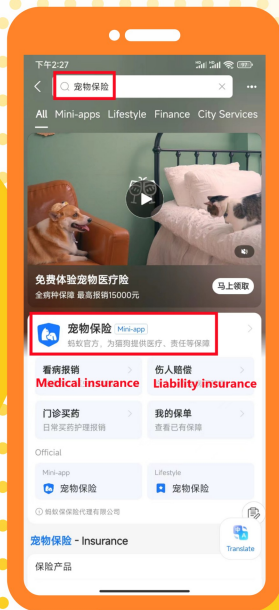 下午2:27
宠物保险
All Mini-apps Lifestyle Finance City Services
免费体验宠物医疗险
全病种保障 最高报销15000元
马上领取
宠物保险 Mini-app
蚂蚁官方，为猫狗提供医疗、责任等保障
看病报销
Medical insurance
伤人赔偿
Liability insurance
门诊买药
日常买药护理报销
我的保单
查看已有保障
Official
Mini-app
宠物保险
Lifestyle
宠物保险
蚂蚁保保险代理有限公司
宠物保险 - Insurance
Translate
保险产品